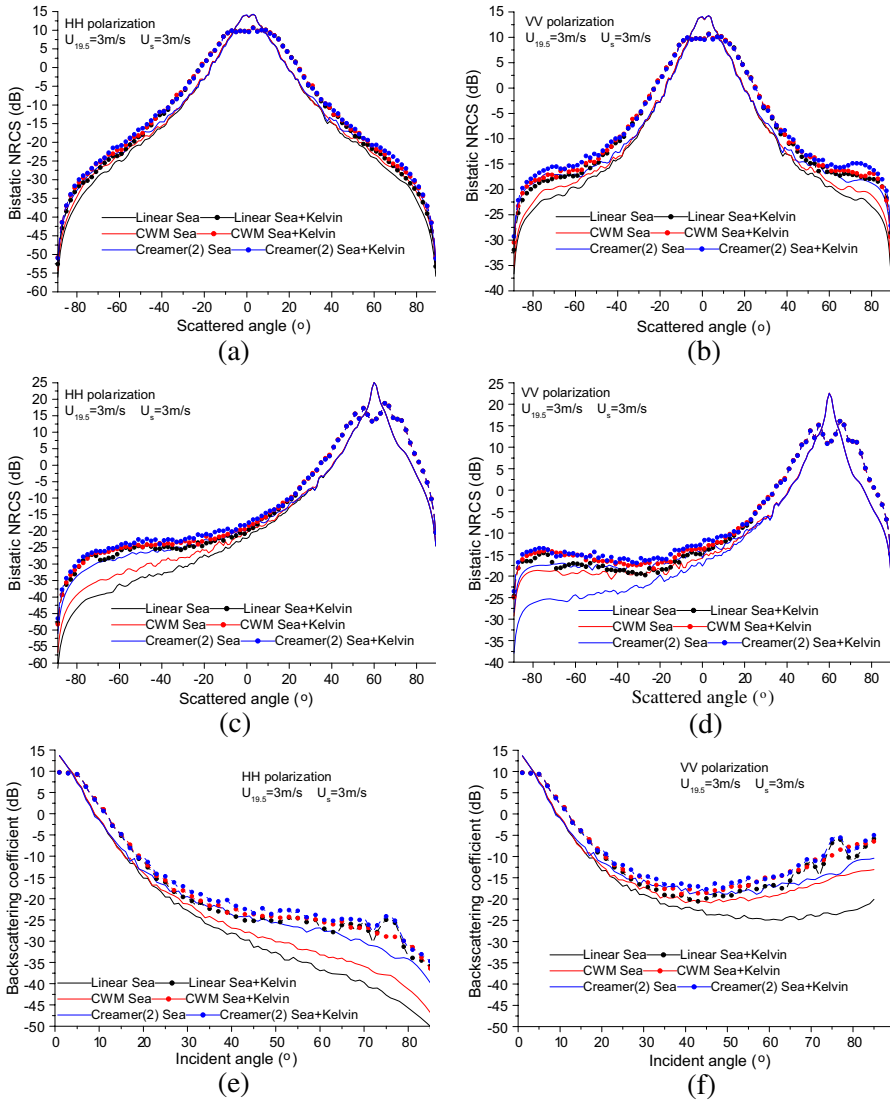 HH polarization
U19.5=3m/s Us=3m/s
Bistatic NRCS (dB)
15
10
5
0
-5
-10
-15
-20
-25
-30
-35
-40
-45
-50
-55
-60
Linear Sea Linear Sea+Kelvin
CWM Sea CWM Sea+Kelvin
Creamer(2) Sea Creamer(2) Sea+Kelvin
-80 -60 -40 -20 0 20 40 60 80
Scattered angle (o)
(a)
VV polarization
U19.5=3m/s Us=3m/s
Bistatic NRCS (dB)
15
10
5
0
-5
-10
-15
-20
-25
-30
-35
-40
Linear Sea Linear Sea+Kelvin
CWM Sea CWM Sea+Kelvin
Creamer(2) Sea Creamer(2) Sea+Kelvin
-80 -60 -40 -20 0 20 40 60 80
Scattered angle (o)
(b)
HH polarization
U19.5=3m/s Us=3m/s
Bistatic NRCS (dB)
25
20
15
10
5
0
-5
-10
-15
-20
-25
-30
-35
-40
-45
-50
-55
-60
Linear Sea Linear Sea+Kelvin
CWM Sea CWM Sea+Kelvin
Creamer(2) Sea Creamer(2) Sea+Kelvin
-80 -60 -40 -20 0 20 40 60 80
Scattered angle (o)
(c)
VV polarization
U19.5=3m/s Us=3m/s
Bistatic NRCS (dB)
25
20
15
10
5
0
-5
-10
-15
-20
-25
-30
-35
-40
Linear Sea Linear Sea+Kelvin
CWM Sea CWM Sea+Kelvin
Creamer(2) Sea Creamer(2) Sea+Kelvin
-80 -60 -40 -20 0 20 40 60 80
Scattered angle (o)
(d)
HH polarization
U19.5=3m/s Us=3m/s
Backscattering coefficient (dB)
15
10
5
0
-5
-10
-15
-20
-25
-30
-35
-40
-45
-50
Linear Sea Linear Sea+Kelvin
CWM Sea CWM Sea+Kelvin
Creamer(2) Sea Creamer(2) Sea+Kelvin
0 10 20 30 40 50 60 70 80
Incident angle (o)
(e)
VV polarization
U19.5=3m/s Us=3m/s
Backscattering coefficient (dB)
15
10
5
0
-5
-10
-15
-20
-25
-30
-35
-40
-45
-50
Linear Sea Linear Sea+Kelvin
CWM Sea CWM Sea+Kelvin
Creamer(2) Sea Creamer(2) Sea+Kelvin
0 10 20 30 40 50 60 70 80
Incident angle (o)
(f)